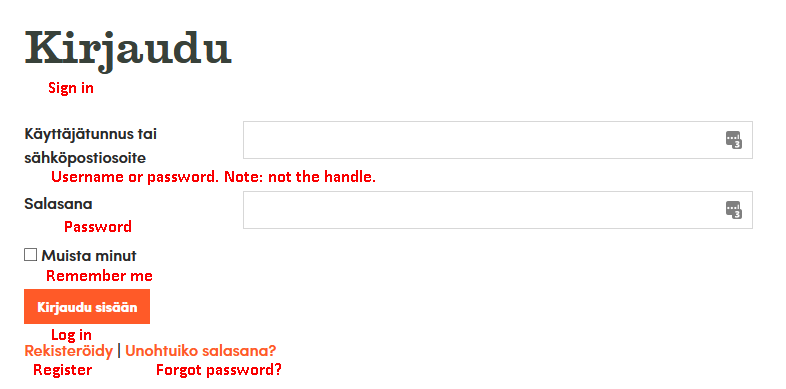 Kirjaudu
Sign in
Käyttäjätunnus tai
sähköpostiosoite
Username or password. Note: not the handle.
Salasana
Password
Muista minut
Remember me
Kirjaudu sisään
Log in
Rekisteröidy | Unohtuiko salasana?
Register Forgot password?